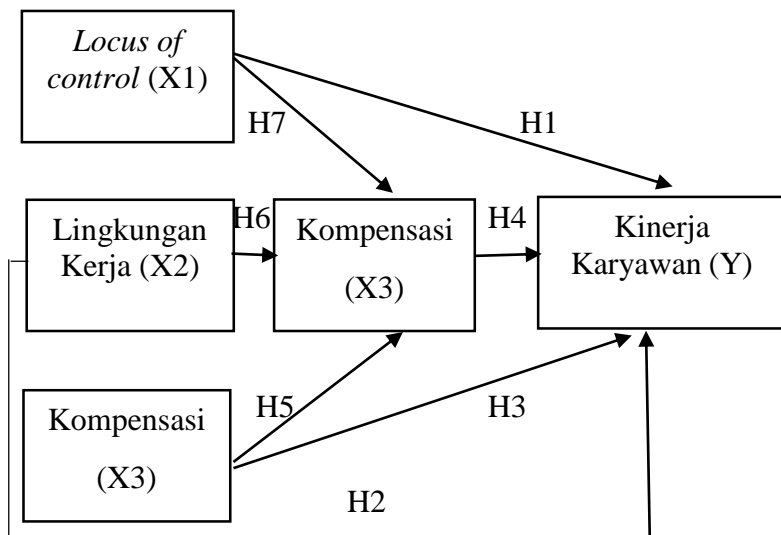 Locus of
control (X1)
H7
H1
Lingkungan
Kerja (X2)
H6
Kompensasi
(X3)
H4
Kinerja
Karyawan (Y)
Kompensasi
(X3)
H5
H3
H2